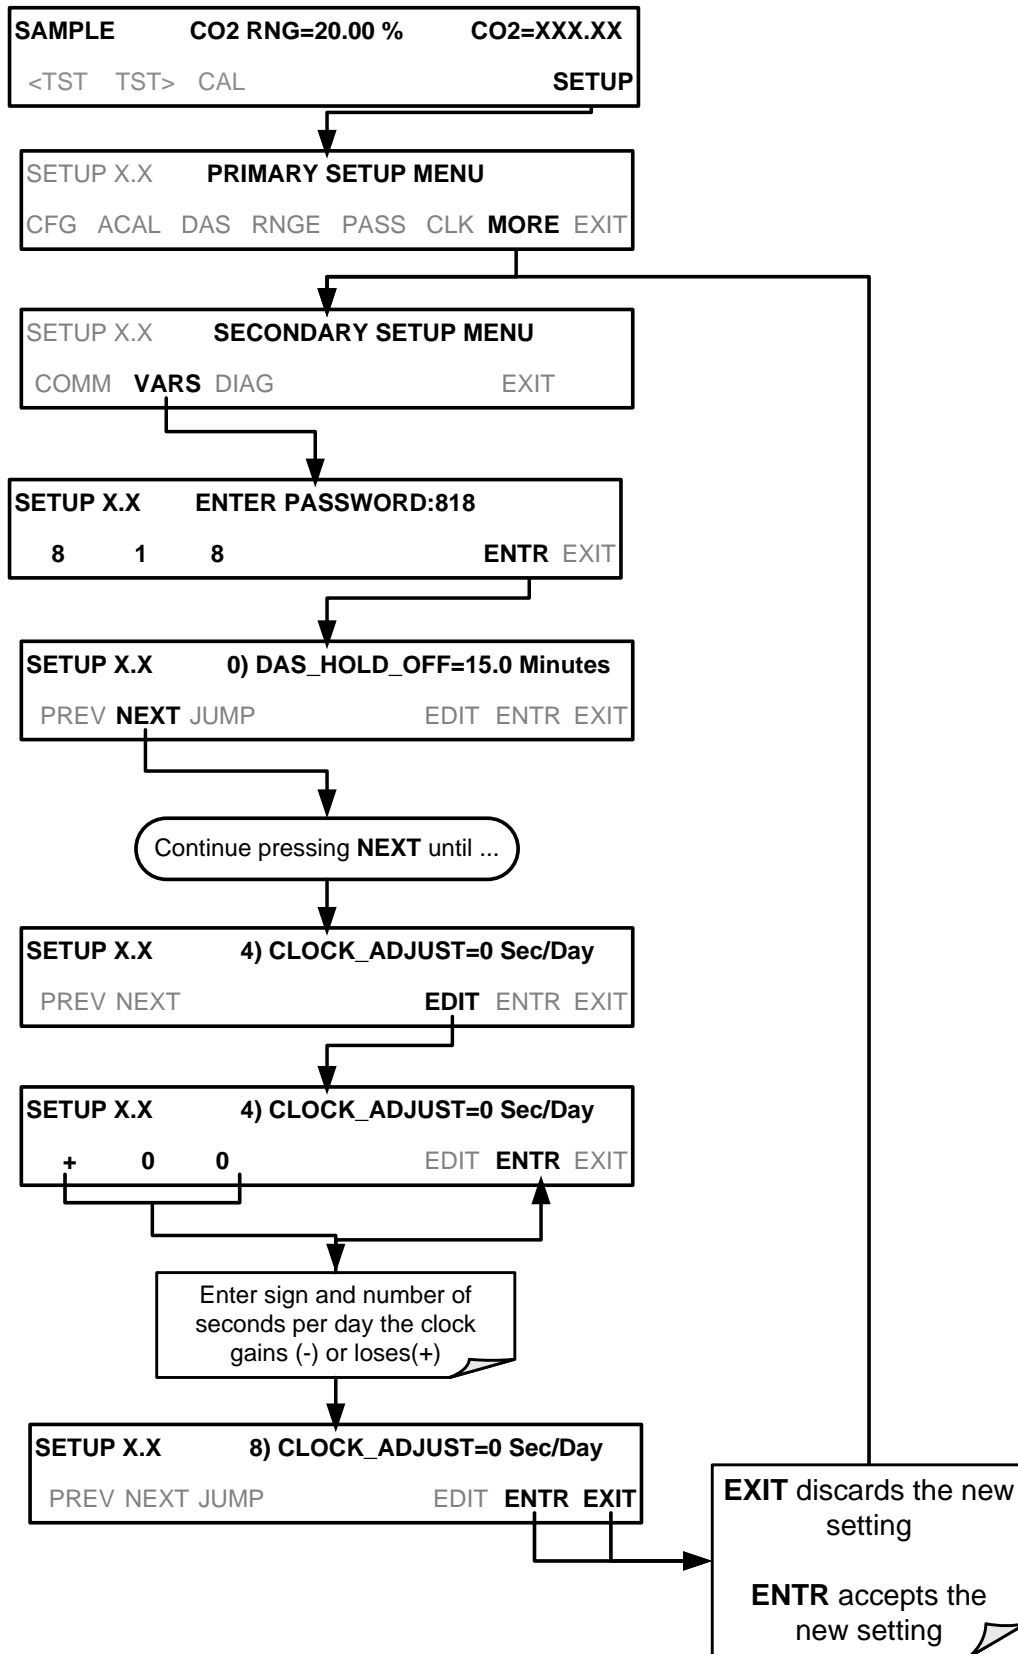 SAMPLE CO2 RNG=20.00 % CO2=XXX.XX
<TST TST> CAL SETUP
SETUP X.X PRIMARY SETUP MENU
CFG ACAL DAS RNGE PASS CLK MORE EXIT
SETUP X.X SECONDARY SETUP MENU
COMM VARS DIAG EXIT
SETUP X.X ENTER PASSWORD:818
8 1 8 ENTR EXIT
SETUP X.X 0) DAS_HOLD_OFF=15.0 Minutes
PREV NEXT JUMP EDIT ENTR EXIT
Continue pressing NEXT until ...
SETUP X.X 4) CLOCK_ADJUST=0 Sec/Day
PREV NEXT EDIT ENTR EXIT
SETUP X.X 4) CLOCK_ADJUST=0 Sec/Day
+ 0 0 EDIT ENTR EXIT
Enter sign and number of
seconds per day the clock
gains (-) or loses(+)
SETUP X.X 8) CLOCK_ADJUST=0 Sec/Day
PREV NEXT JUMP EDIT ENTR EXIT
EXIT discards the new
setting
ENTR accepts the
new setting